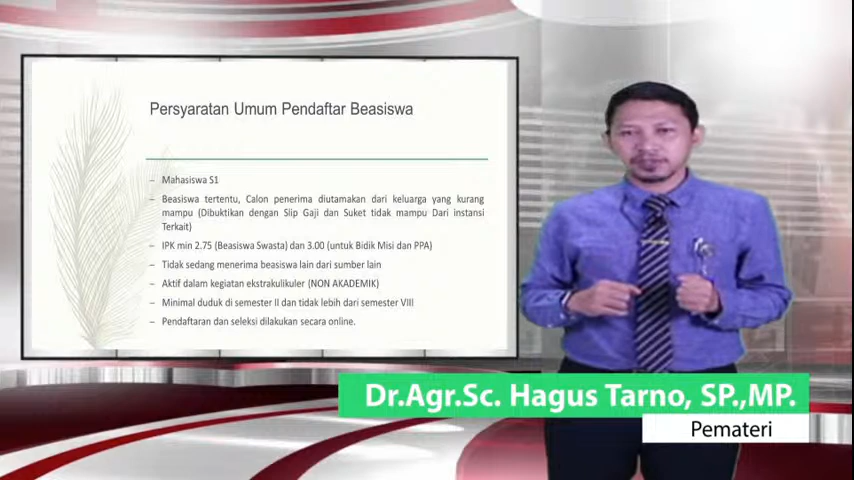 Persyaratan Umum Pendaftar Beasiswa
– Mahasiswa S1
– Beasiswa tertentu, Calon penerima diutamakan dari keluarga yang kurang
mampu (Dibuktikan dengan Slip Gaji dan Suket tidak mampu Dari instansi
Terkait)
– IPK min 2.75 (Beasiswa Swasta) dan 3.00 (untuk Bidik Misi dan PPA)
– Tidak sedang menerima beasiswa lain dari sumber lain
– Aktif dalam kegiatan ekstrakulikuler (NON AKADEMIK)
– Minimal duduk di semester II dan tidak lebih dari semester VIII
– Pendaftaran dan seleksi dilakukan secara online.
Dr.Agr.Sc. Hagus Tarno, SP.,MP.
Pemateri